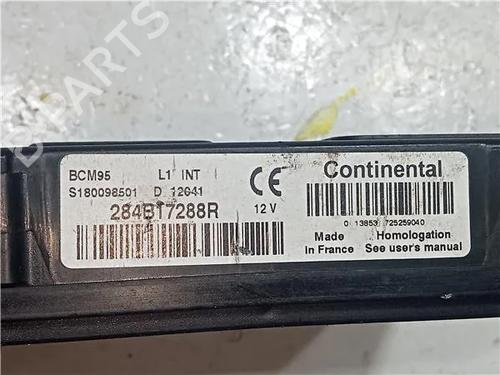 B PARTS
BCM95 L1 INT
S180098501 D 12641
284B17288R 12 V
CE
Continental
0 13853 725259040
Made in France
Homologation See user's manual